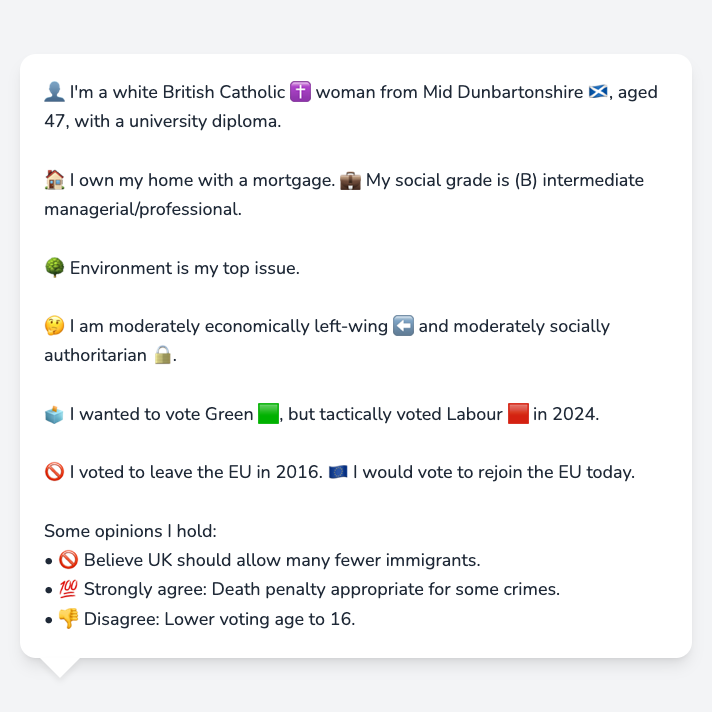 👤 I'm a white British Catholic ✝️ woman from Mid Dunbartonshire 🏴󠁧󠁢󠁳󠁣󠁴󠁿, aged
47, with a university diploma.
🏠 I own my home with a mortgage. 💼 My social grade is (B) intermediate
managerial/professional.
🌳 Environment is my top issue.
🤔 I am moderately economically left-wing ⬅️ and moderately socially
authoritarian 🔒.
🗳️ I wanted to vote Green 🟩, but tactically voted Labour 🟥 in 2024.
🚫 I voted to leave the EU in 2016. 🇪🇺 I would vote to rejoin the EU today.
Some opinions I hold:
• 🚫 Believe UK should allow many fewer immigrants.
• 💯 Strongly agree: Death penalty appropriate for some crimes.
• 👎 Disagree: Lower voting age to 16.